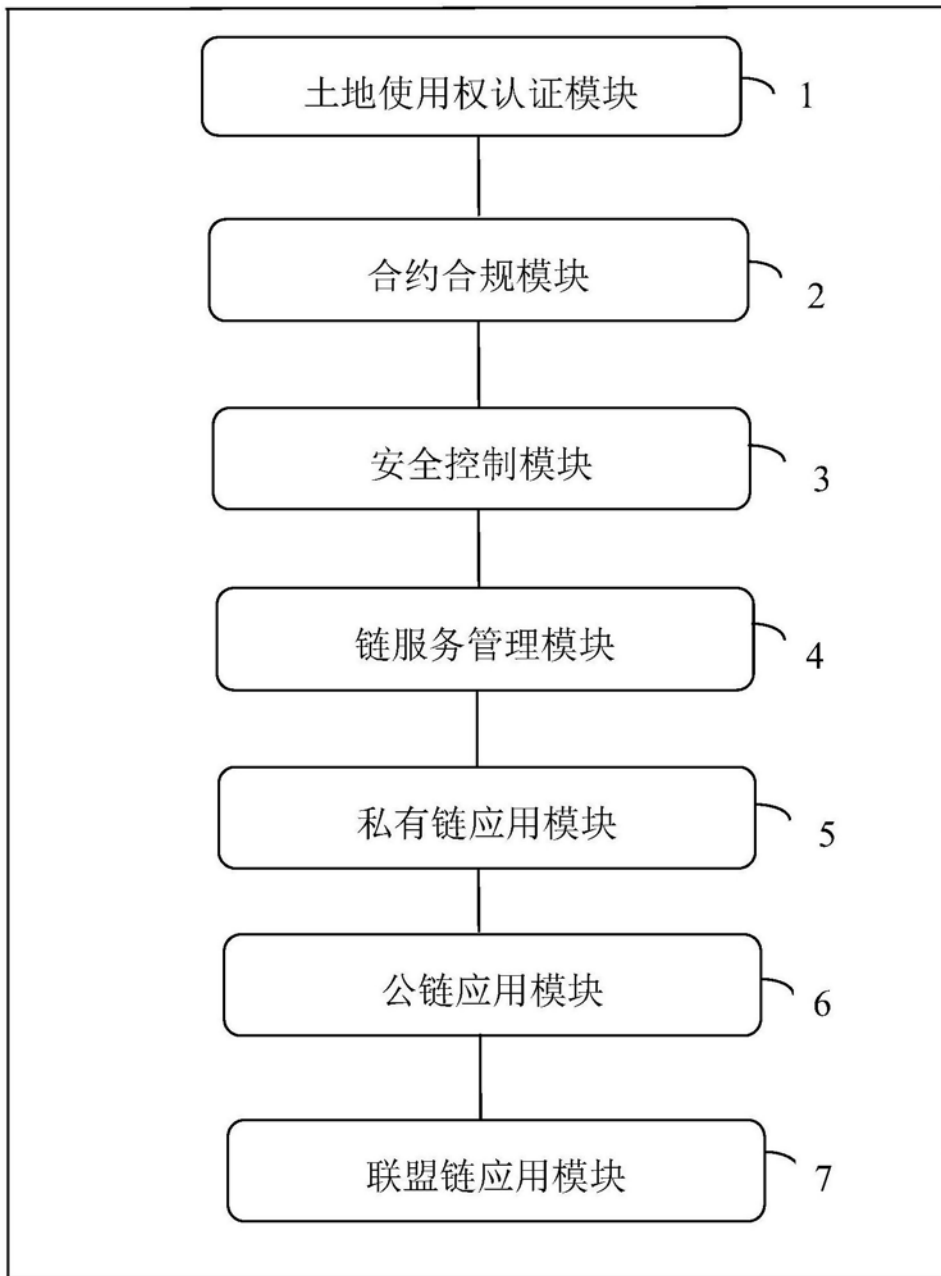 土地使用权认证模块 1
合约合规模块 2
安全控制模块 3
链服务管理模块 4
私有链应用模块 5
公链应用模块 6
联盟链应用模块 7